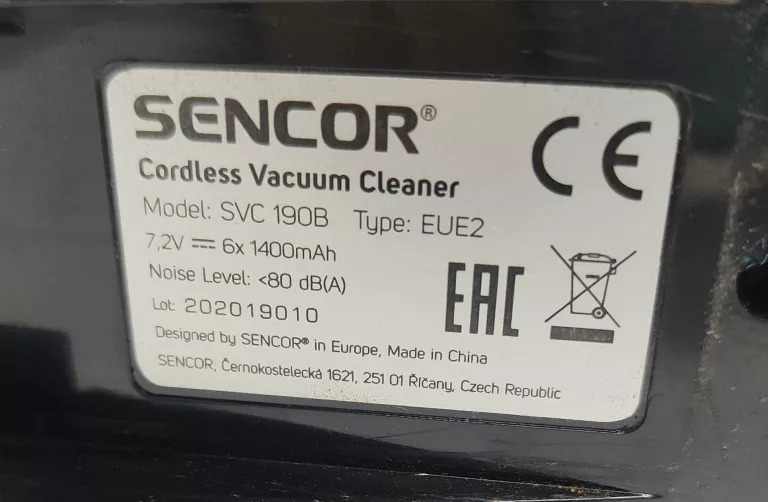 SENCOR®
CE
Cordless Vacuum Cleaner
Model: SVC 190B Type: EUE2
7,2V ⎓ 6x 1400mAh
Noise Level: <80 dB(A)
EAC
Lot: 202019010
Designed by SENCOR® in Europe, Made in China
SENCOR, Černokostelecká 1621, 251 01 Říčany, Czech Republic